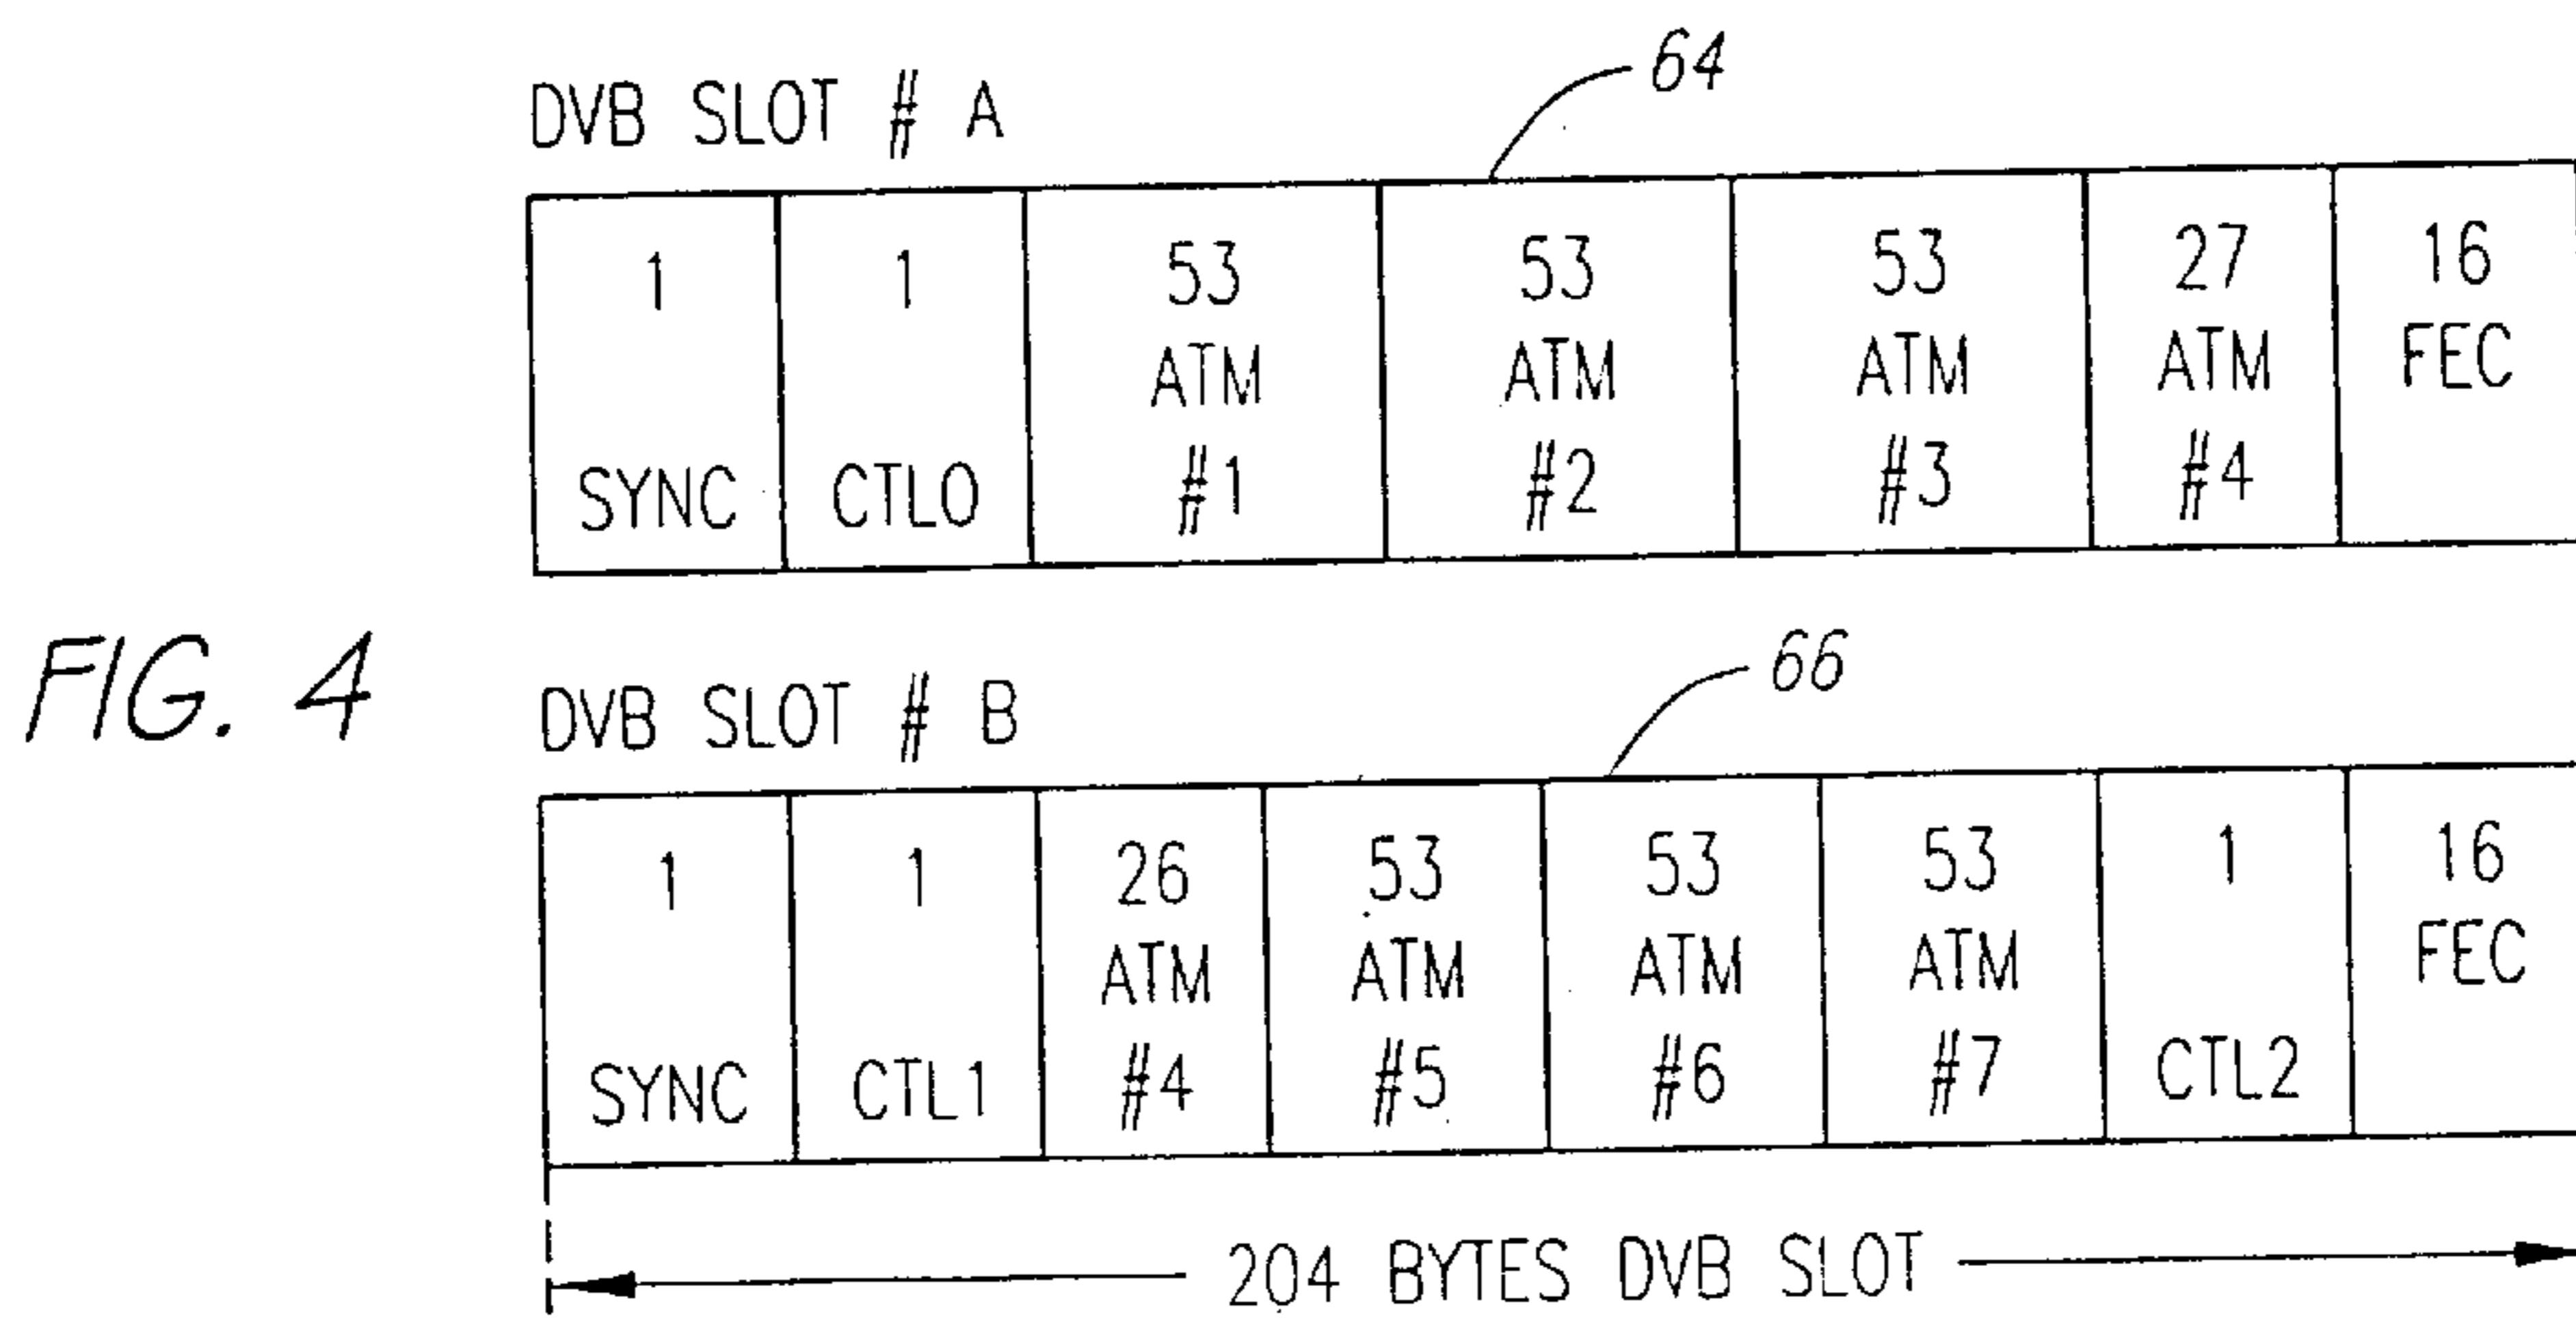 DVB SLOT # A
64
1 SYNC
1 CTL0
53 ATM #1
53 ATM #2
53 ATM #3
27 ATM #4
16 FEC
FIG. 4
DVB SLOT # B
66
1 SYNC
1 CTL1
26 ATM #4
53 ATM #5
53 ATM #6
53 ATM #7
1 CTL2
16 FEC
204 BYTES DVB SLOT